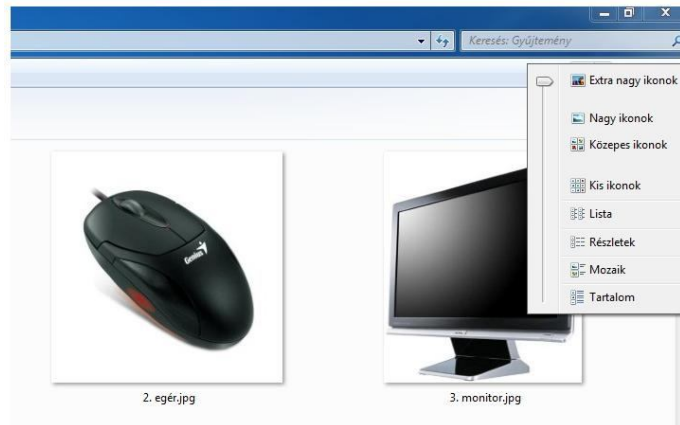 Keresés: Gyűjtemény
Extra nagy ikonok
Nagy ikonok
Közepes ikonok
Kis ikonok
Lista
Részletek
Mozaik
Tartalom
Genius
2. egér.jpg
3. monitor.jpg